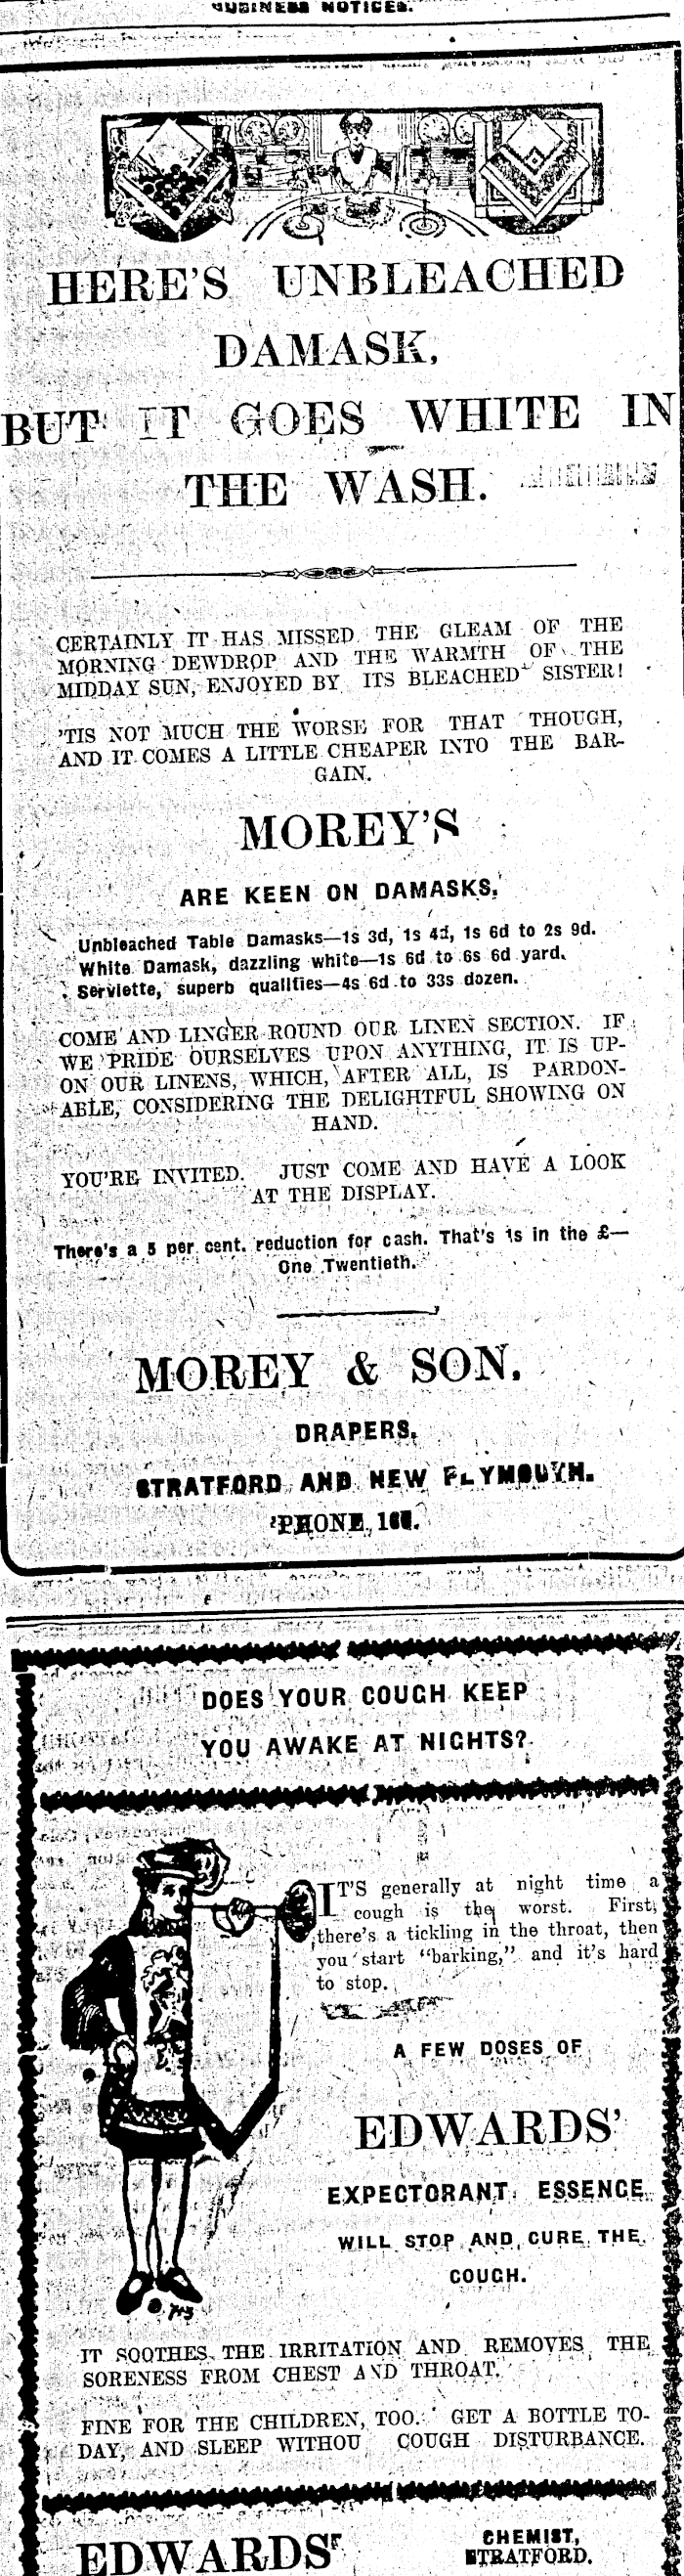 BUSINESS NOTICES.
HERE'S UNBLEACHED
DAMASK,
BUT IT GOES WHITE IN
THE WASH.
CERTAINLY IT HAS MISSED THE GLEAM OF THE
MORNING DEWDROP AND THE WARMTH OF THE
MIDDAY SUN, ENJOYED BY ITS BLEACHED SISTER!
'TIS NOT MUCH THE WORSE FOR THAT THOUGH,
AND IT COMES A LITTLE CHEAPER INTO THE BAR-
GAIN.
MOREY'S
ARE KEEN ON DAMASKS.
Unbleached Table Damasks—1s 3d, 1s 4d, 1s 6d to 2s 9d.
White Damask, dazzling white—1s 6d to 6s 6d yard.
Serviette, superb qualities—4s 6d to 33s dozen.
COME AND LINGER ROUND OUR LINEN SECTION. IF
WE PRIDE OURSELVES UPON ANYTHING, IT IS UP-
ON OUR LINENS, WHICH, AFTER ALL, IS PARDON-
ABLE, CONSIDERING THE DELIGHTFUL SHOWING ON
HAND.
YOU'RE INVITED. JUST COME AND HAVE A LOOK
AT THE DISPLAY.
There's a 5 per cent. reduction for cash. That's 1s in the £—
One Twentieth.
MOREY & SON.
DRAPERS,
STRATFORD AND NEW PLYMOUTH.
'PHONE
DOES YOUR COUGH KEEP
YOU AWAKE AT NIGHTS?
IT'S generally at night time a
cough is the worst. First,
there's a tickling in the throat, then
you start "barking," and it's hard
to stop.
A FEW DOSES OF
EDWARDS'
EXPECTORANT ESSENCE
WILL STOP AND CURE THE
COUGH.
IT SOOTHES THE IRRITATION AND REMOVES THE
SORENESS FROM CHEST AND THROAT.
FINE FOR THE CHILDREN, TOO. GET A BOTTLE TO-
DAY, AND SLEEP WITHOU COUGH DISTURBANCE.
EDWARDS'
CHEMIST,
STRATFORD.